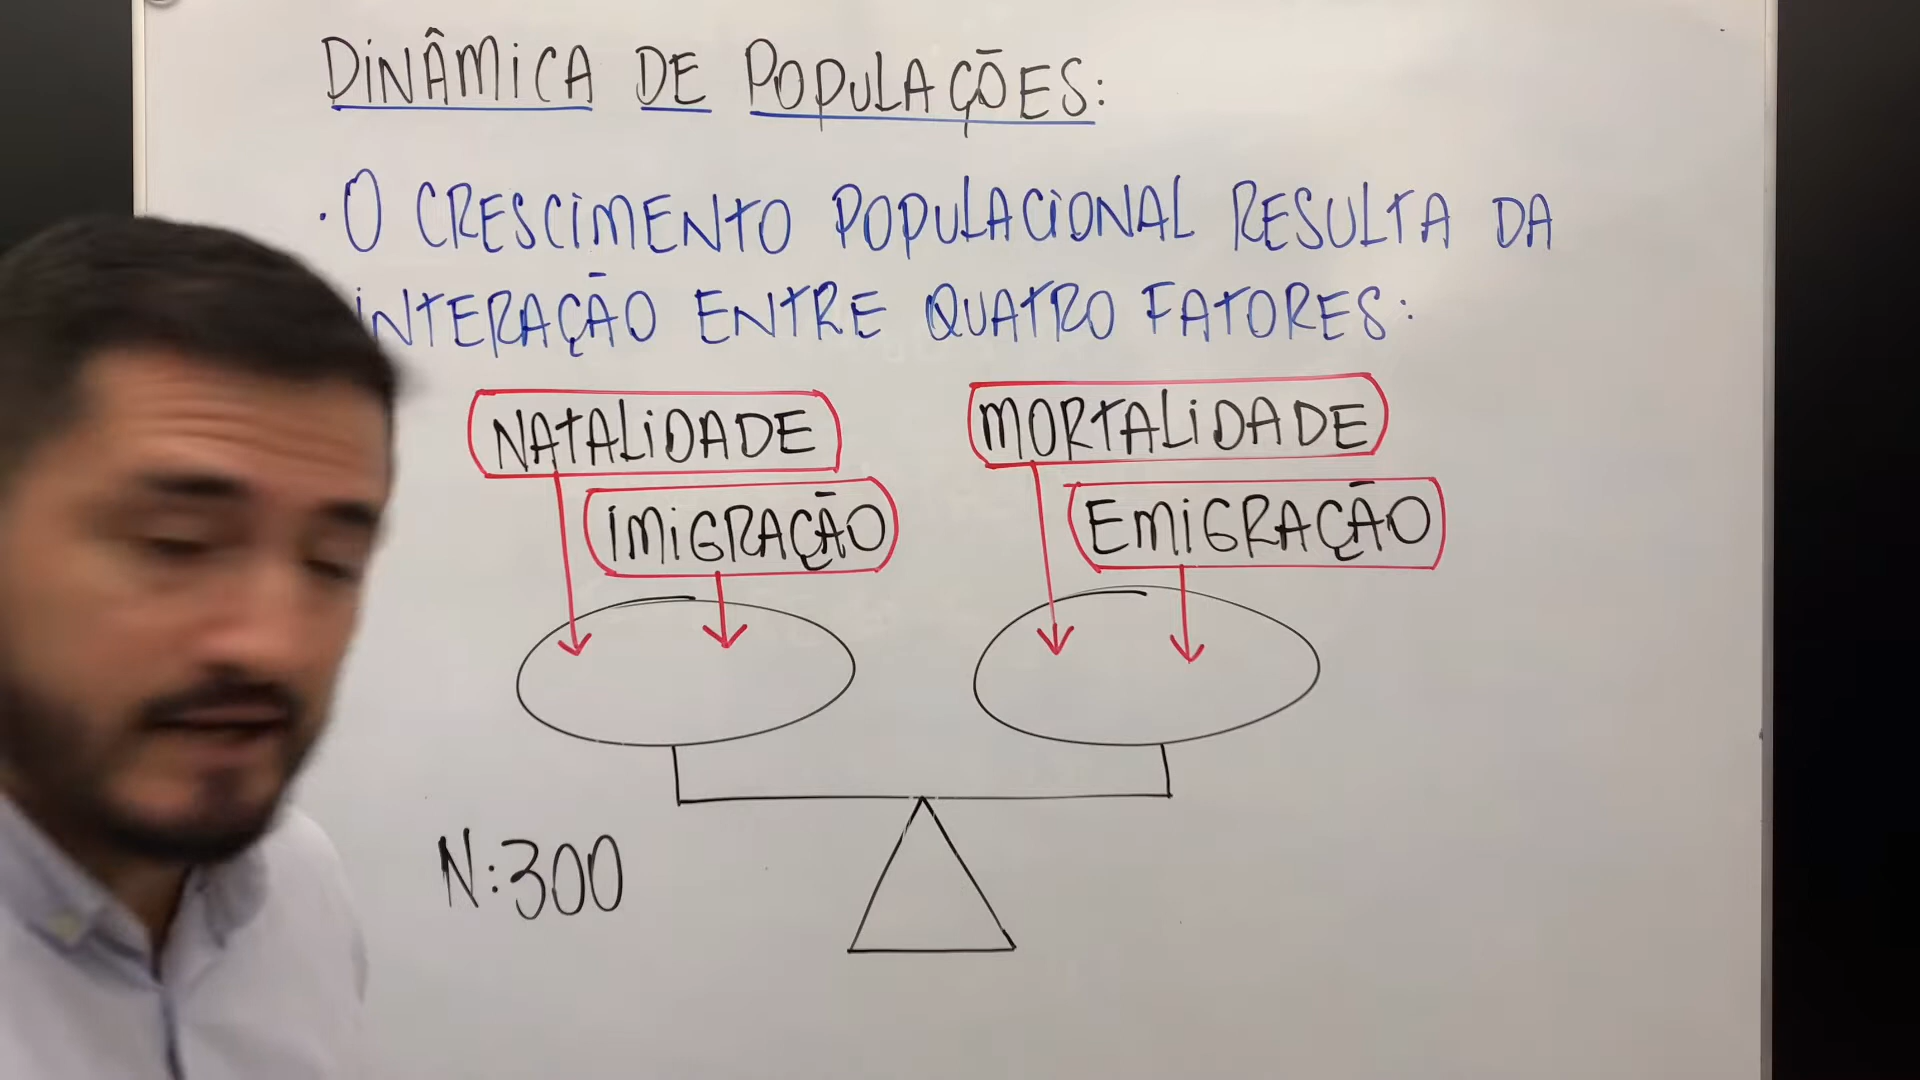 DINÂMICA DE POPULAÇÕES:
· O CRESCIMENTO POPULACIONAL RESULTA DA
INTERAÇÃO ENTRE QUATRO FATORES:
NATALIDADE MORTALIDADE
IMIGRAÇÃO EMIGRAÇÃO
N:300